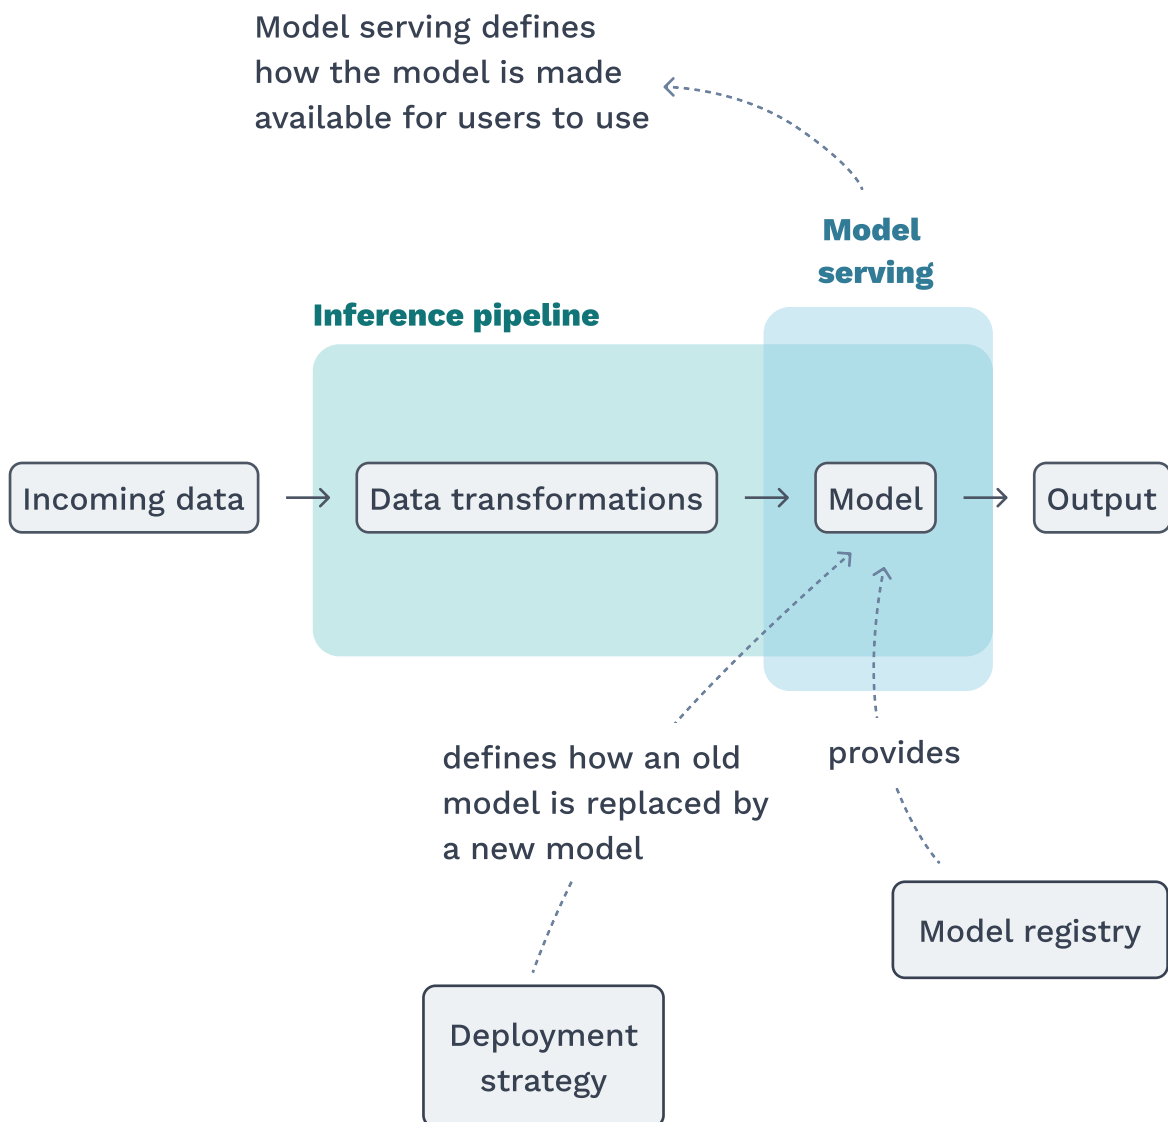 Model serving defines
how the model is made
available for users to use
Model
serving
Inference pipeline
Incoming data
Data transformations
Model
Output
defines how an old
model is replaced by
a new model
provides
Model registry
Deployment
strategy